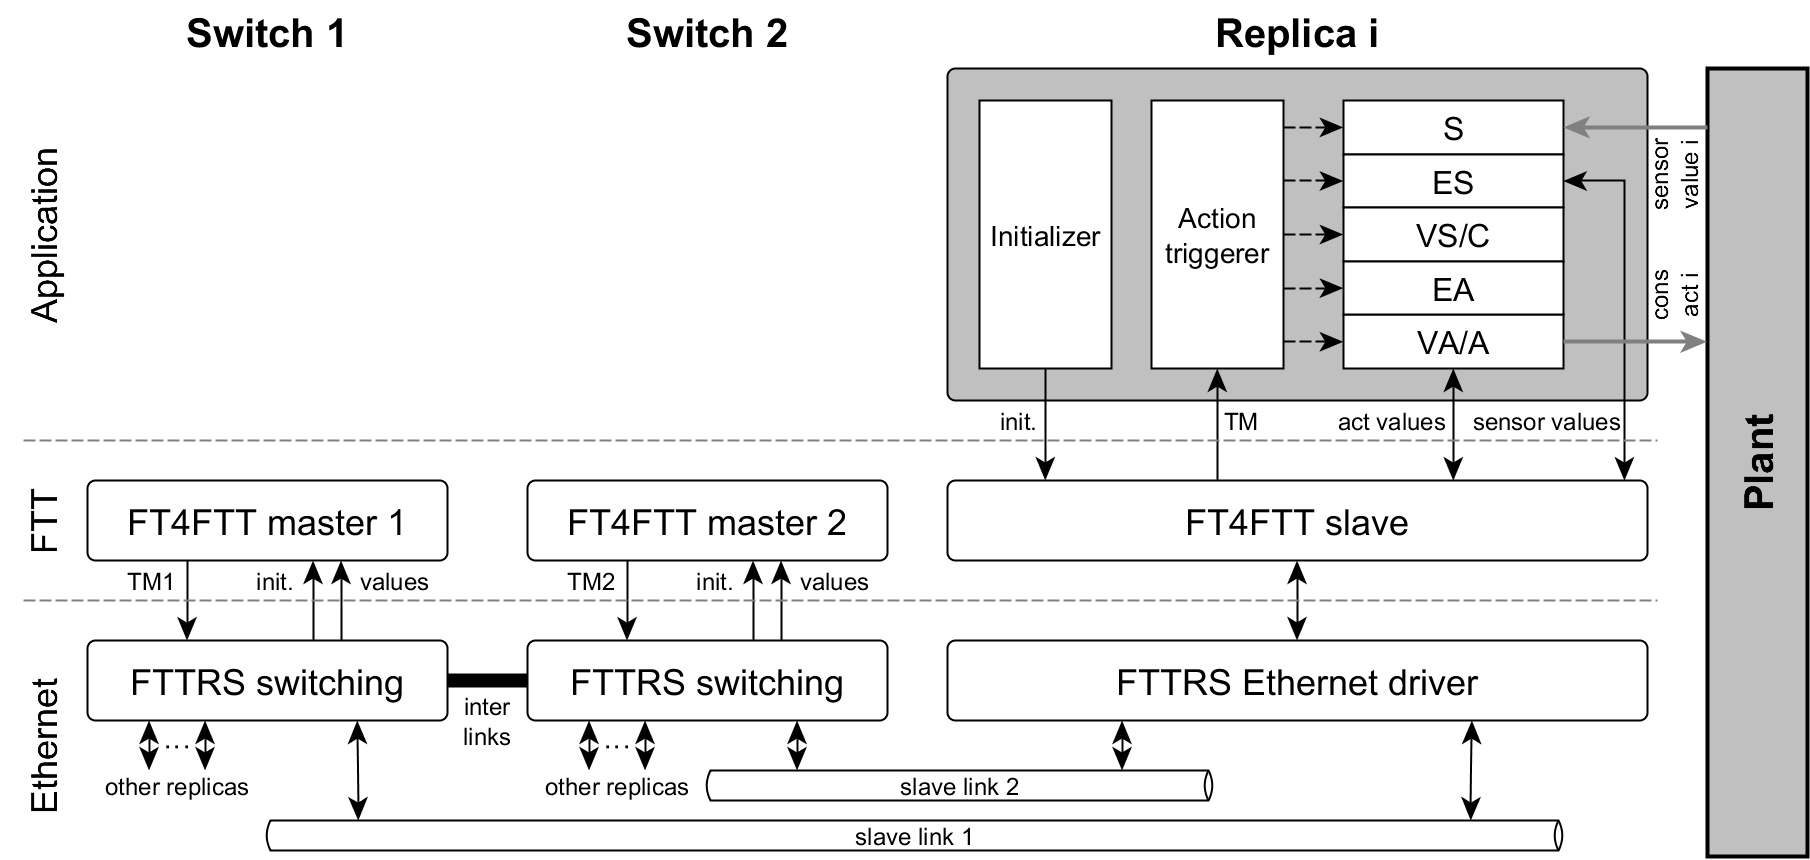 Switch 1
Switch 2
Replica i
Application
Initializer
Action
triggerer
S
ES
VS/C
EA
VA/A
sensor
value i
cons
act i
Plant
init.
TM
act values
sensor values
FTT
FT4FTT master 1
FT4FTT master 2
FT4FTT slave
TM1
init.
values
TM2
init.
values
Ethernet
FTTRS switching
inter
links
FTTRS switching
FTTRS Ethernet driver
...
other replicas
...
other replicas
slave link 2
slave link 1